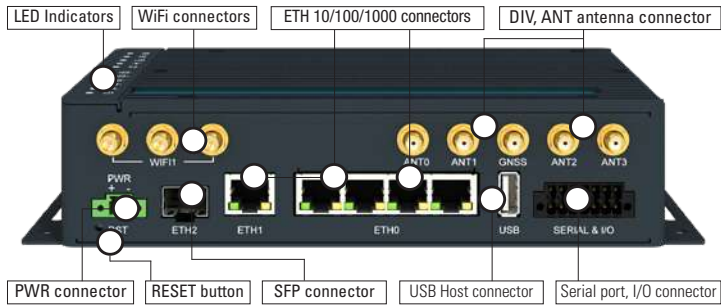 LED Indicators
WiFi connectors
ETH 10/100/1000 connectors
DIV, ANT antenna connector
WIFI1
ANT0
ANT1
GNSS
ANT2
ANT3
PWR
+ -
RST
ETH2
ETH1
ETH0
USB
SERIAL & I/O
PWR connector
RESET button
SFP connector
USB Host connector
Serial port, I/O connector